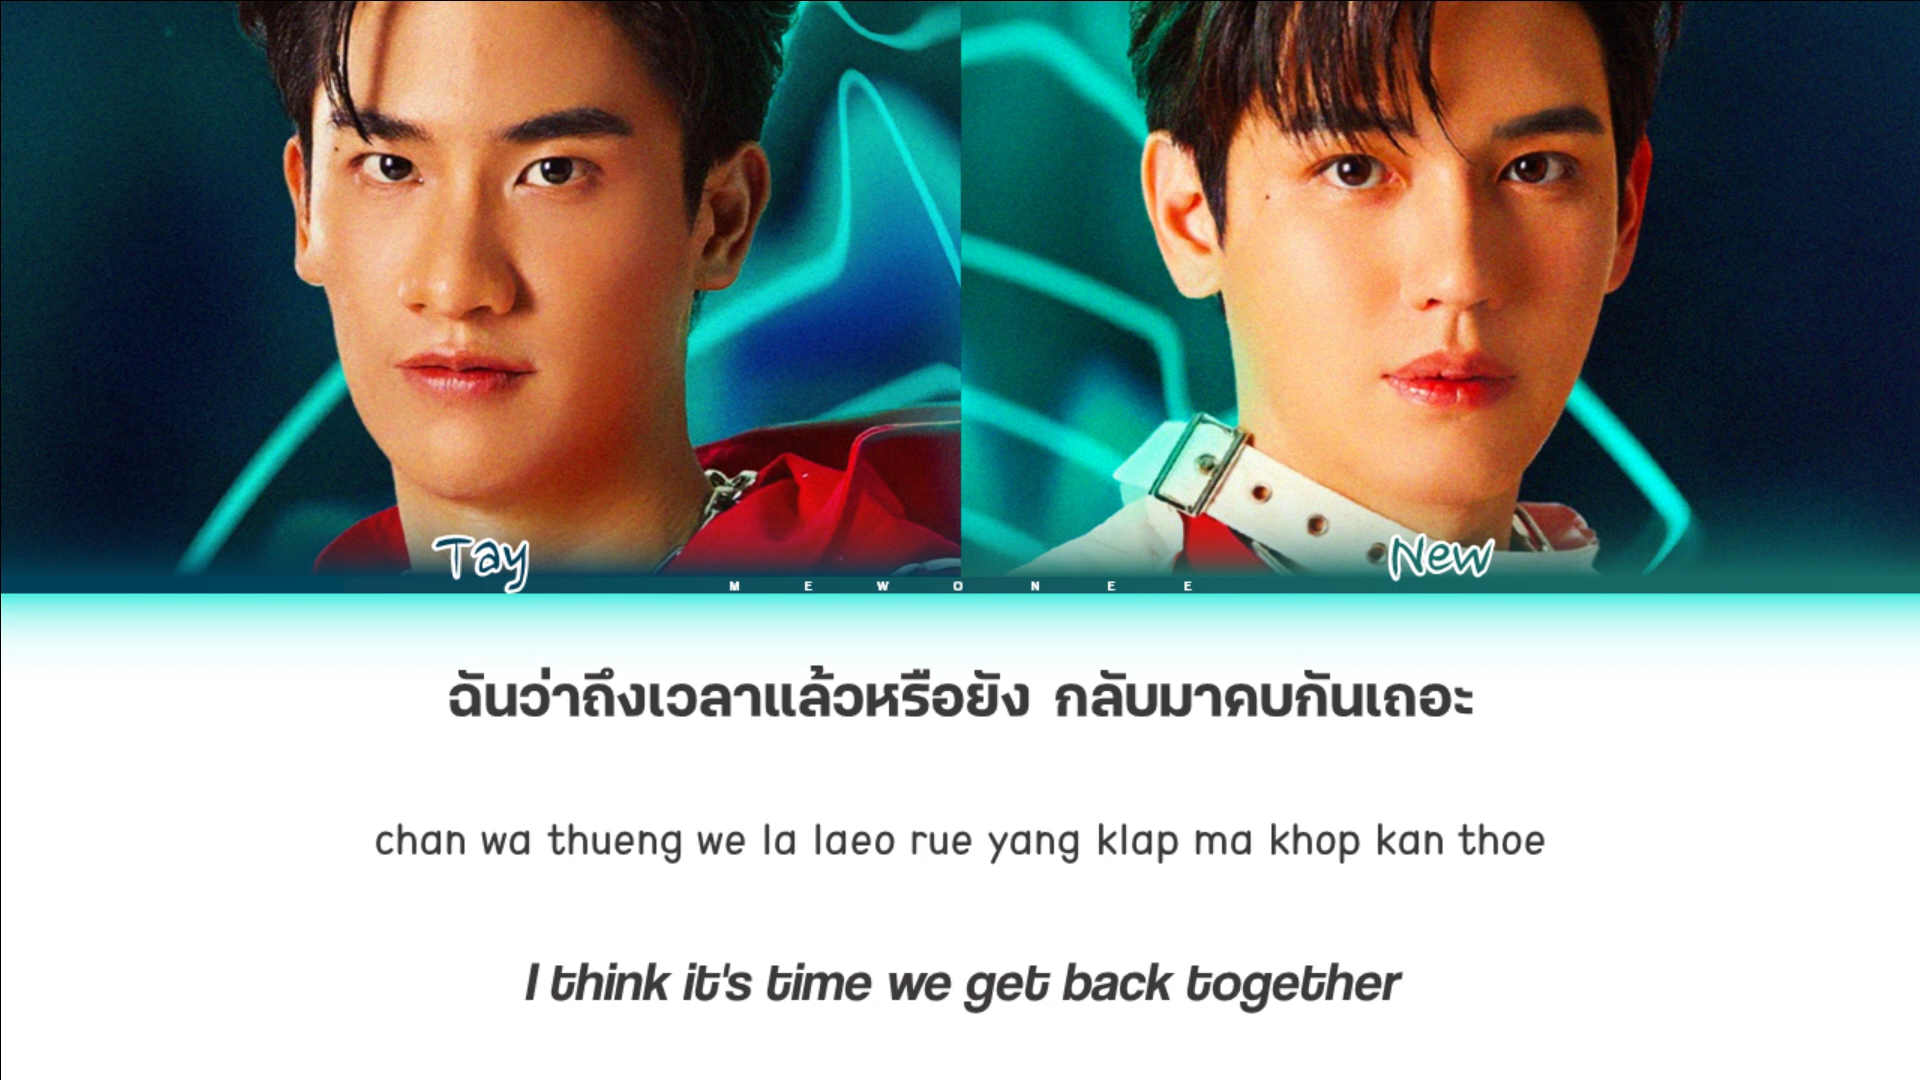 Tay
New
MEWONEE
ฉันว่าถึงเวลาแล้วหรือยัง กลับมาคบกันเถอะ
chan wa thueng we la laeo rue yang klap ma khop kan thoe
I think it's time we get back together